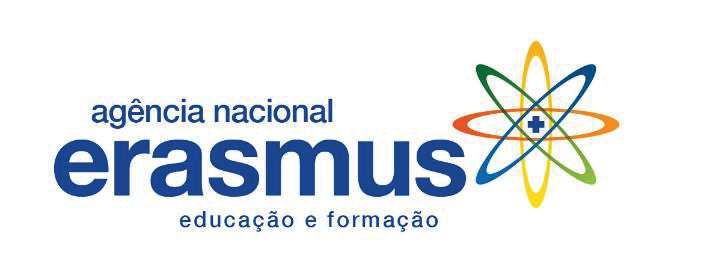 agência nacional
erasmus+
educação e formação